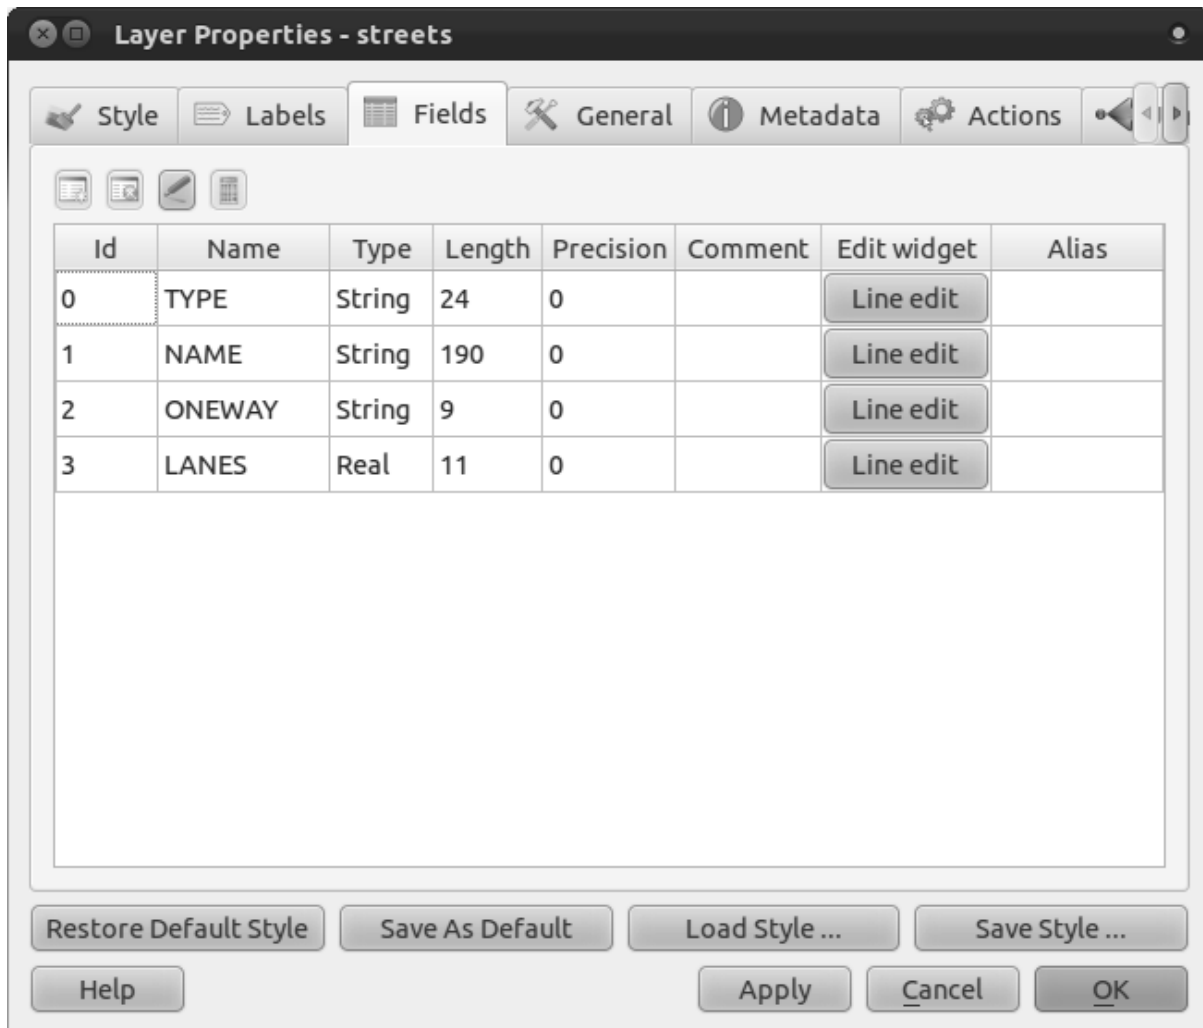 Layer Properties - streets
Style Labels Fields General Metadata Actions
Id Name Type Length Precision Comment Edit widget Alias
0 TYPE String 24 0 Line edit
1 NAME String 190 0 Line edit
2 ONEWAY String 9 0 Line edit
3 LANES Real 11 0 Line edit
Restore Default Style Save As Default Load Style ... Save Style ...
Help Apply Cancel OK